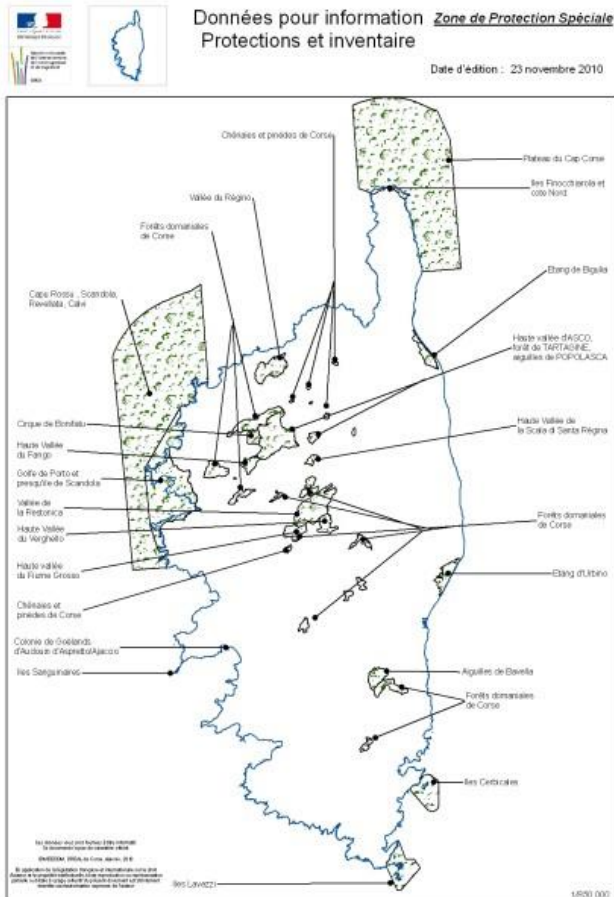 Données pour information
Zone de Protection Spéciale
Protections et inventaire
Date d'édition : 23 novembre 2010
Chênaies et pinèdes de Corse
Plateau du Cap Corse
Iles Finocchiarola et
cote Nord
Vallée du Régino
Forêts domaniales
de Corse
Etang de Biguglia
Capu Rossu , Scandola,
Revellata, Calvi
Haute vallée d'ASCO,
forêt de TARTAGINE,
aiguilles de POPOLASCA
Cirque de Bonifatu
Haute Vallée
du Fango
Haute Vallée de
la Scala di Santa Régina
Golfe de Porto et
presqu'île de Scandola
Vallée de
la Restonica
Forêts domaniales
de Corse
Haute Vallée
du Verghello
Haute vallée
du Fiume Grosso
Etang d'Urbino
Chênaies et
pinèdes de Corse
Colonie de Goélands
d'Audouin d'Aspretto/Ajaccio
Iles Sanguinaires
Aiguilles de Bavella
Forêts domaniales
de Corse
Iles Cerbicales
Iles Lavezzi
1/850 000